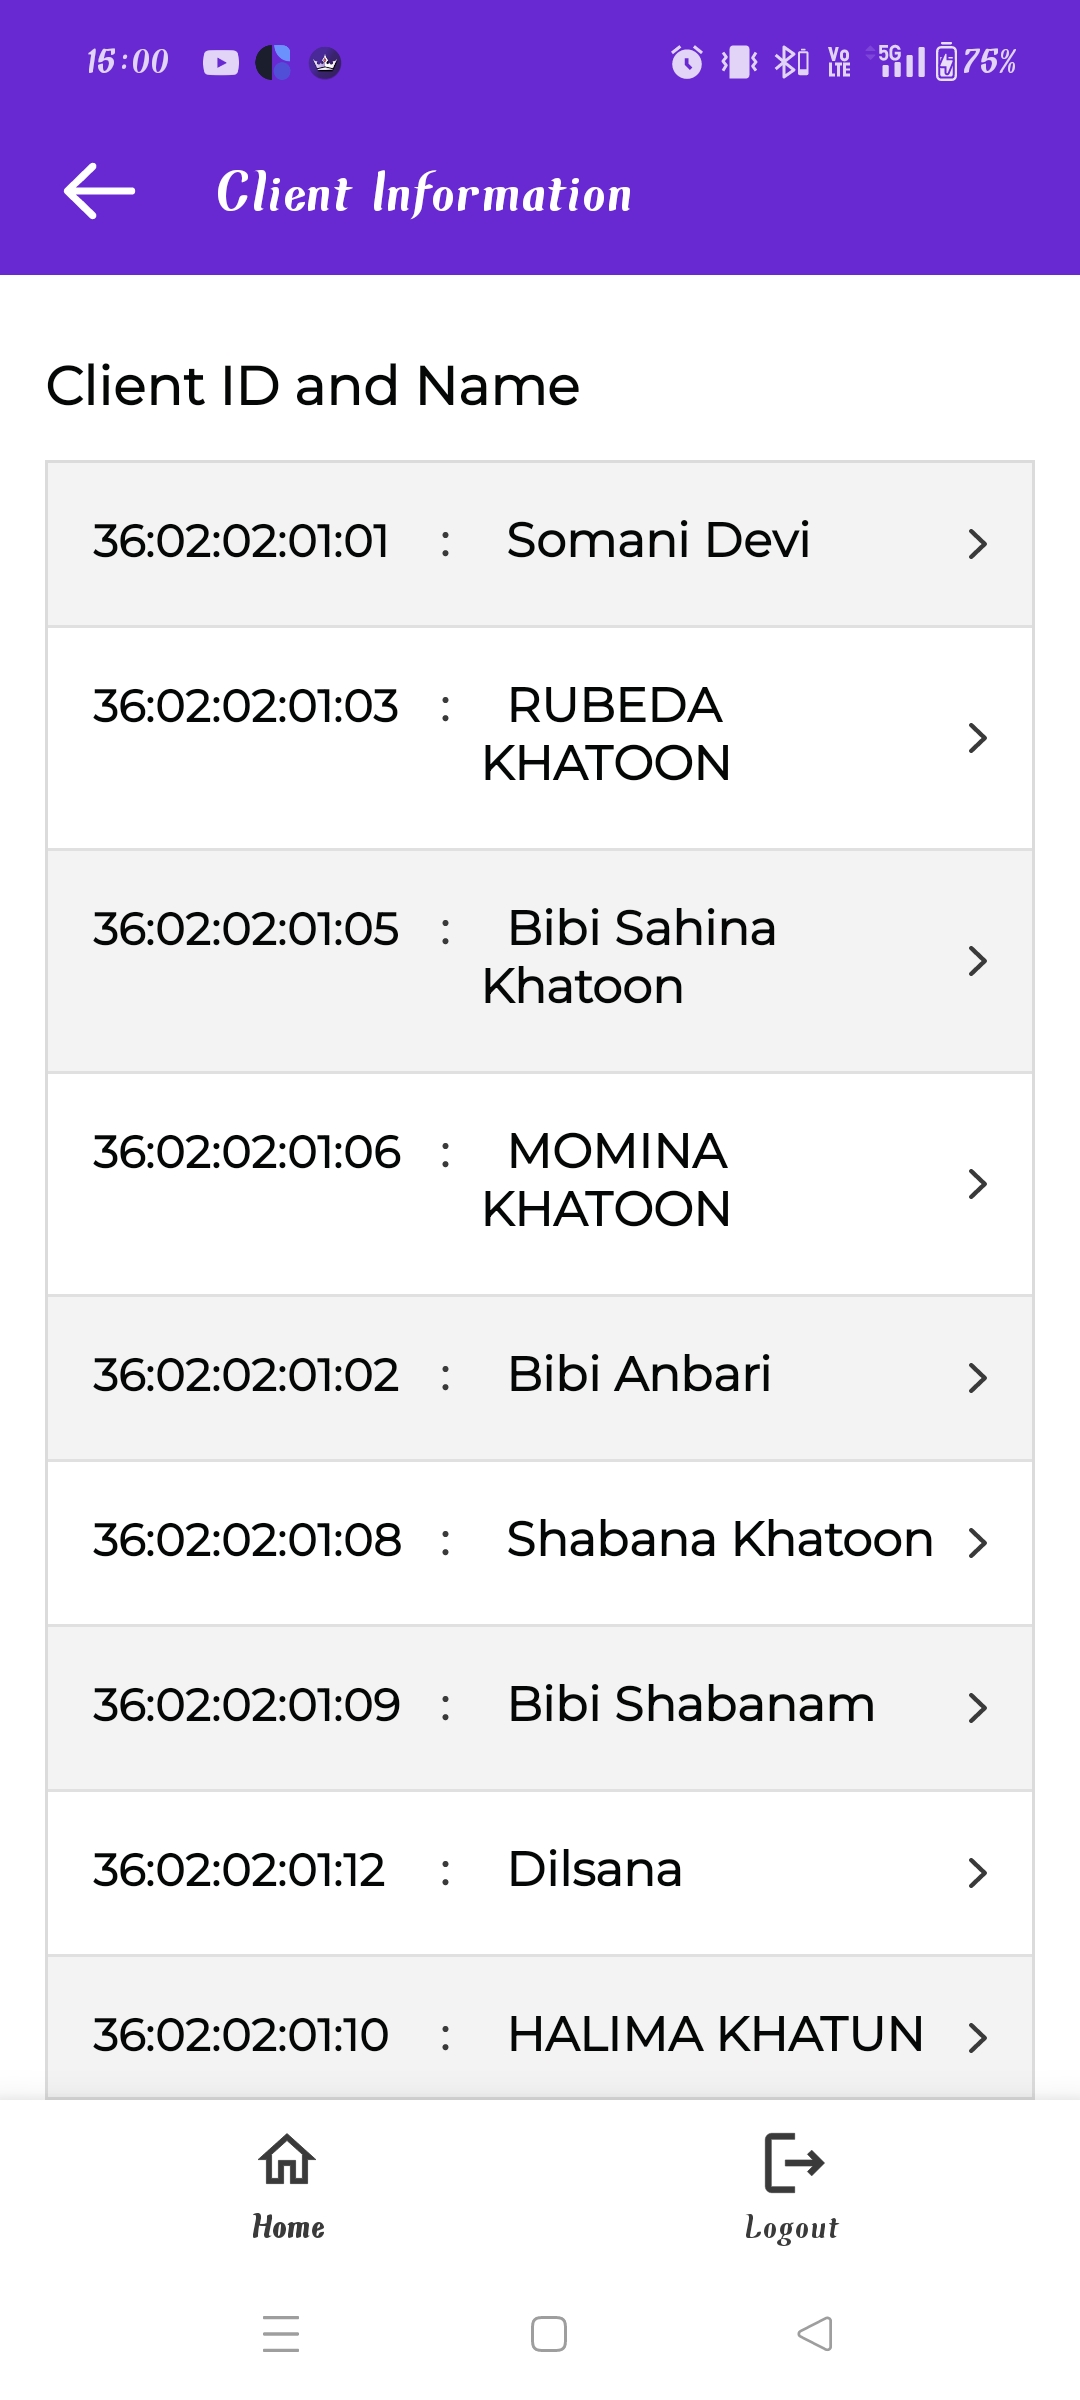 15:00 VO LTE 5G 75%
Client Information
Client ID and Name
36:02:02:01:01 : Somani Devi
36:02:02:01:03 : RUBEDA
KHATOON
36:02:02:01:05 : Bibi Sahina
Khatoon
36:02:02:01:06 : MOMINA
KHATOON
36:02:02:01:02 : Bibi Anbari
36:02:02:01:08 : Shabana Khatoon
36:02:02:01:09 : Bibi Shabanam
36:02:02:01:12 : Dilsana
36:02:02:01:10 : HALIMA KHATUN
Home Logout